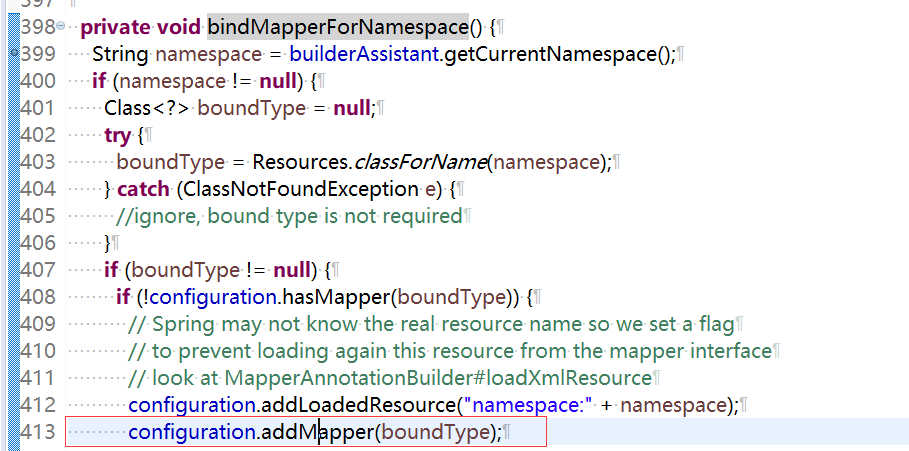 397
398 private void bindMapperForNamespace() {
399 String namespace = builderAssistant.getCurrentNamespace();
400 if (namespace != null) {
401 Class<?> boundType = null;
402 try {
403 boundType = Resources.classForName(namespace);
404 } catch (ClassNotFoundException e) {
405 //ignore, bound type is not required
406 }
407 if (boundType != null) {
408 if (!configuration.hasMapper(boundType)) {
409 // Spring may not know the real resource name so we set a flag
410 // to prevent loading again this resource from the mapper interface
411 // look at MapperAnnotationBuilder#loadXmlResource
412 configuration.addLoadedResource("namespace:" + namespace);
413 configuration.addMapper(boundType);